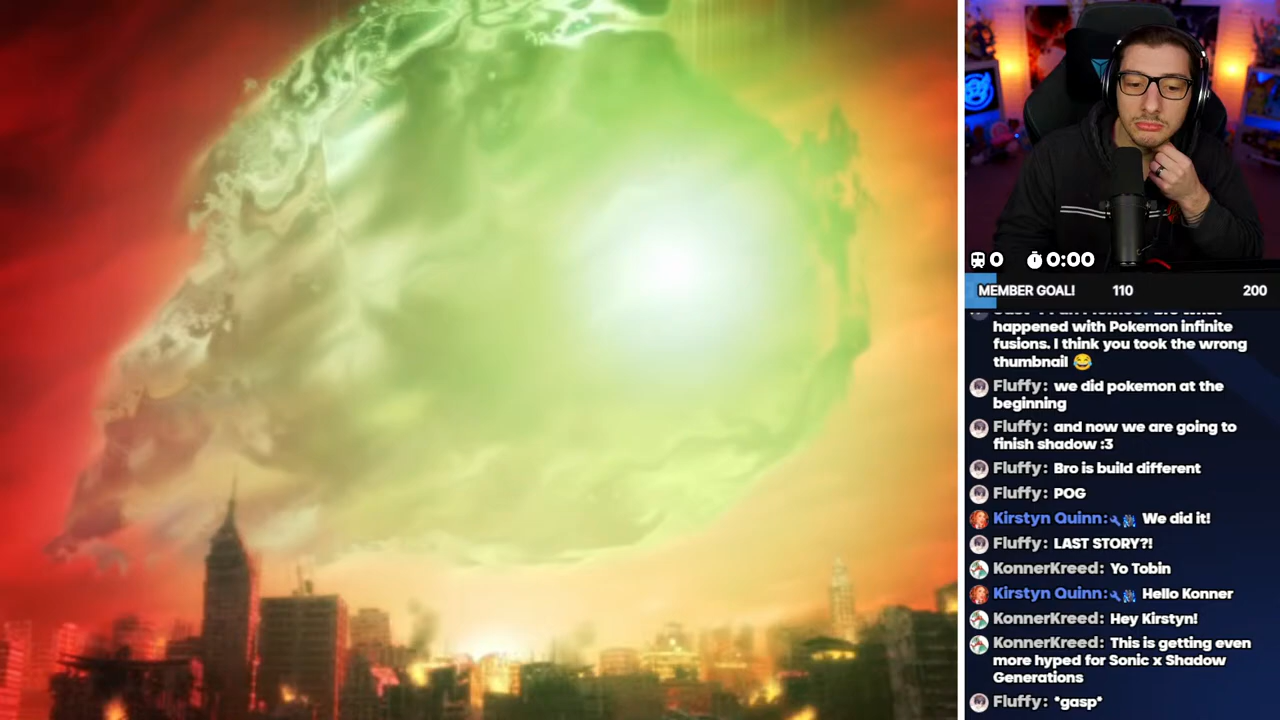 0 0:00
MEMBER GOAL! 110 200
happened with Pokemon infinite
fusions. I think you took the wrong
thumbnail 😂
Fluffy: we did pokemon at the
beginning
Fluffy: and now we are going to
finish shadow :3
Fluffy: Bro is build different
Fluffy: POG
Kirstyn Quinn: We did it!
Fluffy: LAST STORY?!
KonnerKreed: Yo Tobin
Kirstyn Quinn: Hello Konner
KonnerKreed: Hey Kirstyn!
KonnerKreed: This is getting even
more hyped for Sonic x Shadow
Generations
Fluffy: *gasp*